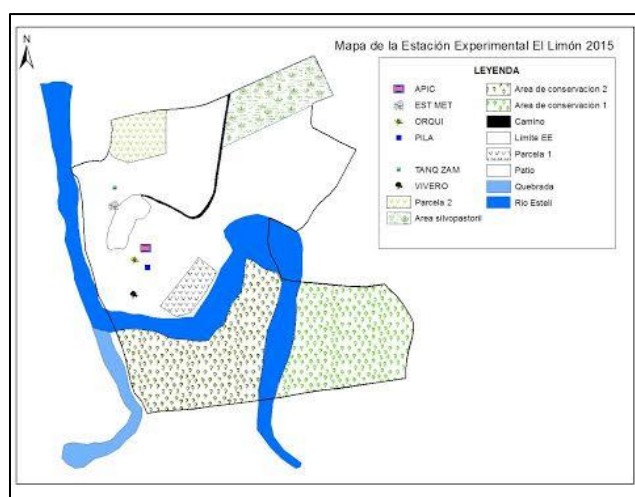 Mapa de la Estación Experimental El Limón 2015
N
LEYENDA
APIC
EST MET
ORQUI
PILA
TANQ ZAM
VIVERO
Parcela 2
Area silvopastoril
Area de conservacion 2
Area de conservacion 1
Camino
Limite EE
Parcela 1
Patio
Quebrada
Rio Esteli